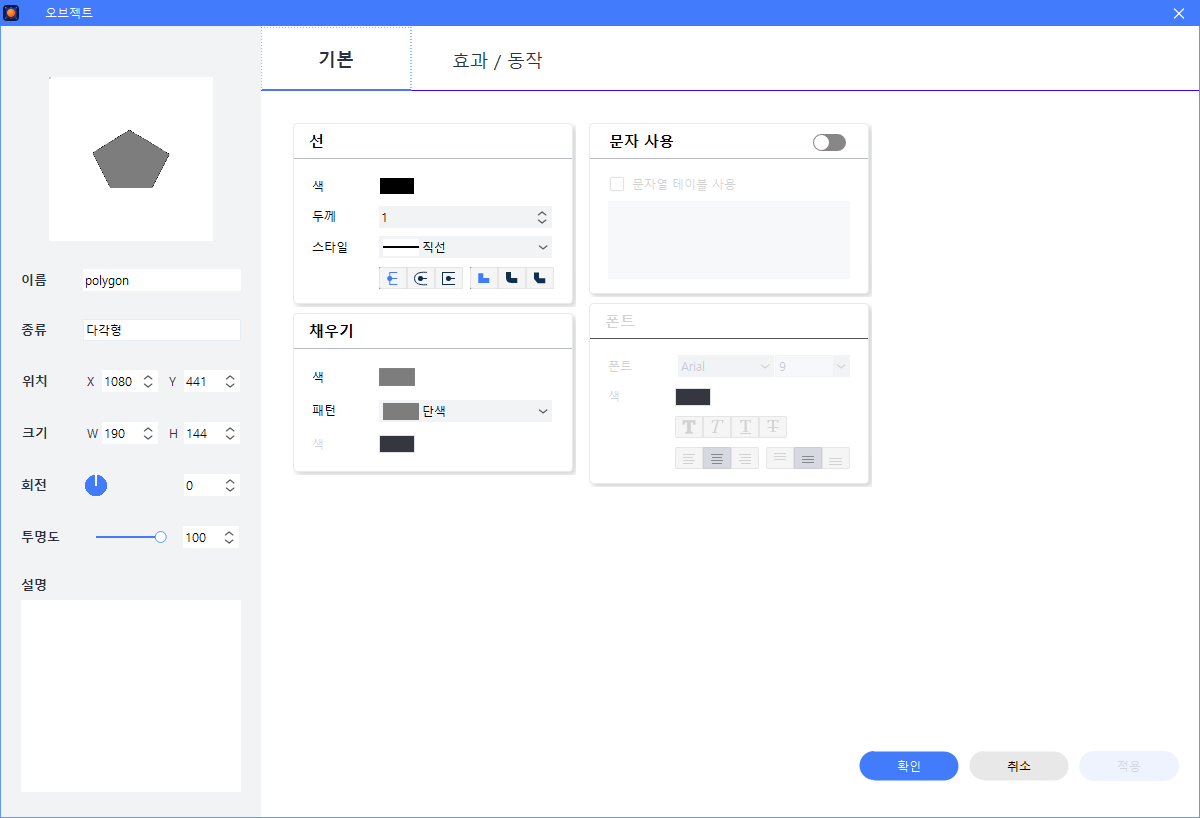 오브젝트
기본
효과 / 동작
이름
polygon
종류
다각형
위치
X 1080
Y 441
크기
W 190
H 144
회전
0
투명도
100
설명
선
색
두께
1
스타일
직선
채우기
색
패턴
단색
색
문자 사용
문자열 테이블 사용
폰트
폰트
Arial
9
색
T T T T
확인
취소
적용